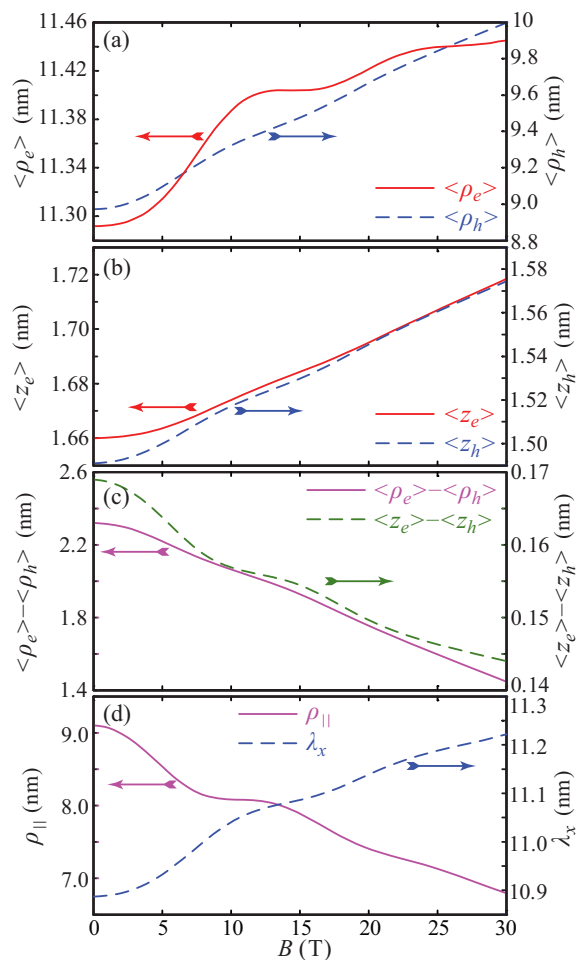 (a)
11.46
11.42
11.38
11.34
11.30
<ρe> (nm)
10
9.8
9.6
9.4
9.2
9.0
8.8
<ρh> (nm)
<ρe>
<ρh>
(b)
1.72
1.70
1.68
1.66
<ze> (nm)
1.58
1.56
1.54
1.52
1.50
<zh> (nm)
<ze>
<zh>
(c)
2.6
2.2
1.8
1.4
<ρe>−<ρh> (nm)
0.17
0.16
0.15
0.14
<ze>−<zh> (nm)
<ρe>−<ρh>
<ze>−<zh>
(d)
9.0
8.0
7.0
ρ|| (nm)
11.3
11.2
11.1
11.0
10.9
λx (nm)
ρ||
λx
0 5 10 15 20 25 30
B (T)